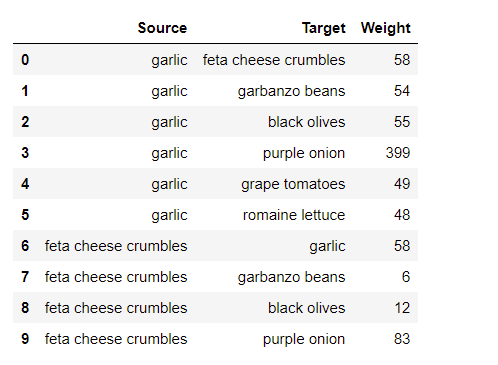 Source Target Weight
0 garlic feta cheese crumbles 58
1 garlic garbanzo beans 54
2 garlic black olives 55
3 garlic purple onion 399
4 garlic grape tomatoes 49
5 garlic romaine lettuce 48
6 feta cheese crumbles garlic 58
7 feta cheese crumbles garbanzo beans 6
8 feta cheese crumbles black olives 12
9 feta cheese crumbles purple onion 83